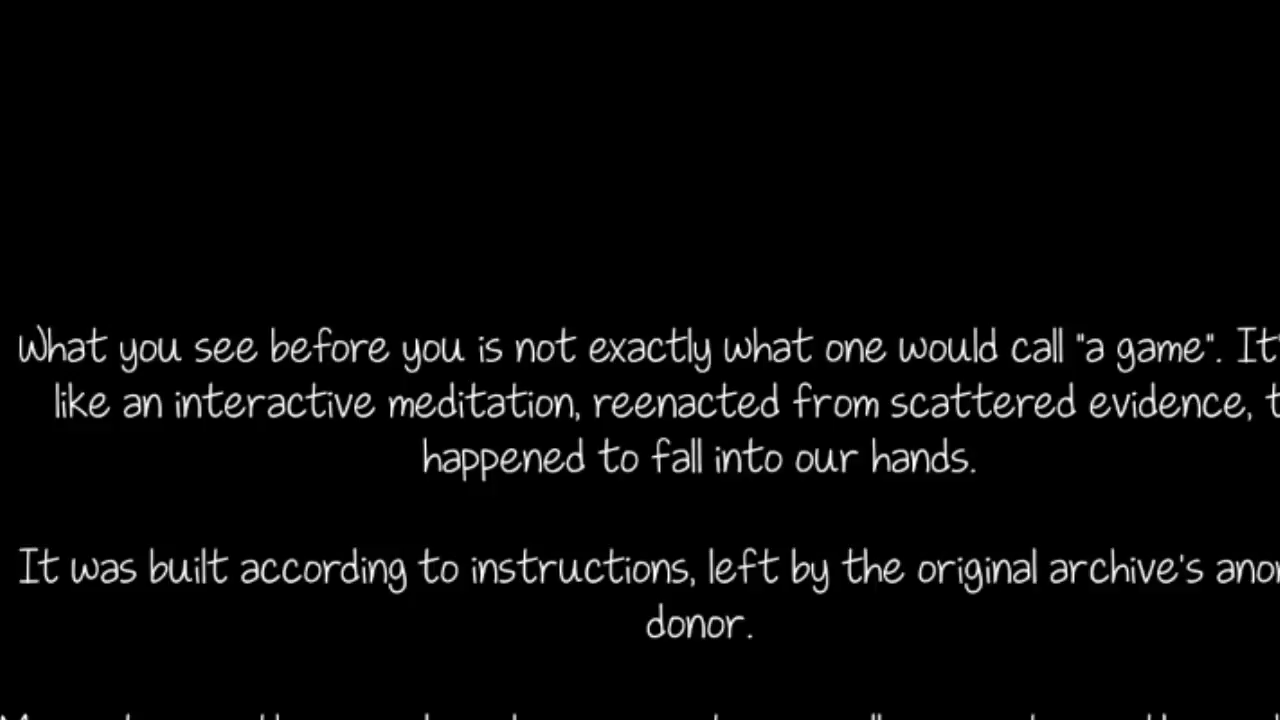 What you see before you is not exactly what one would call "a game". It'
like an interactive meditation, reenacted from scattered evidence,
happened to fall into our hands.
It was built according to instructions, left by the original archive's
donor.